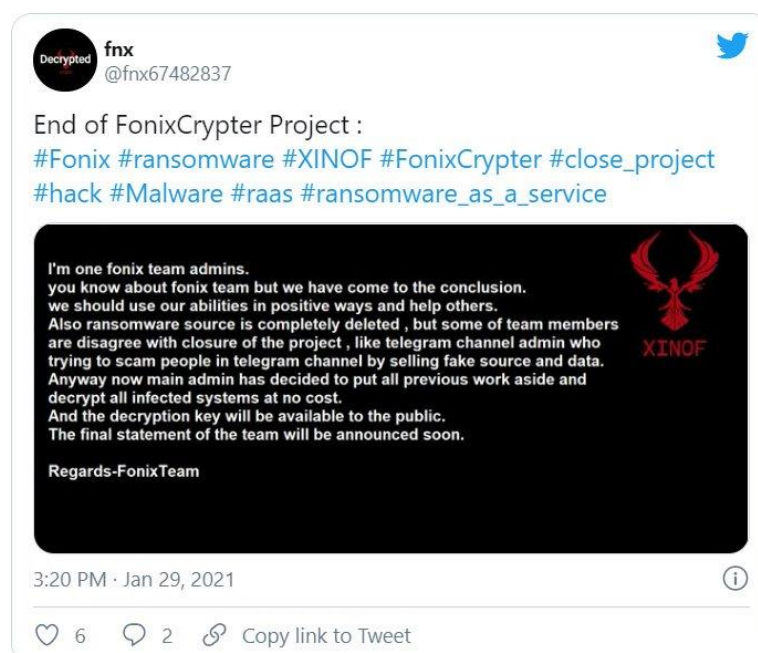 Decrypted
fnx
@fnx67482837
End of FonixCrypter Project :
#Fonix #ransomware #XINOF #FonixCrypter #close_project
#hack #Malware #raas #ransomware_as_a_service
I'm one fonix team admins.
you know about fonix team but we have come to the conclusion.
we should use our abilities in positive ways and help others.
Also ransomware source is completely deleted , but some of team members
are disagree with closure of the project , like telegram channel admin who
trying to scam people in telegram channel by selling fake source and data.
Anyway now main admin has decided to put all previous work aside and
decrypt all infected systems at no cost.
And the decryption key will be available to the public.
The final statement of the team will be announced soon.
Regards-FonixTeam
XINOF
3:20 PM · Jan 29, 2021
6 2 Copy link to Tweet